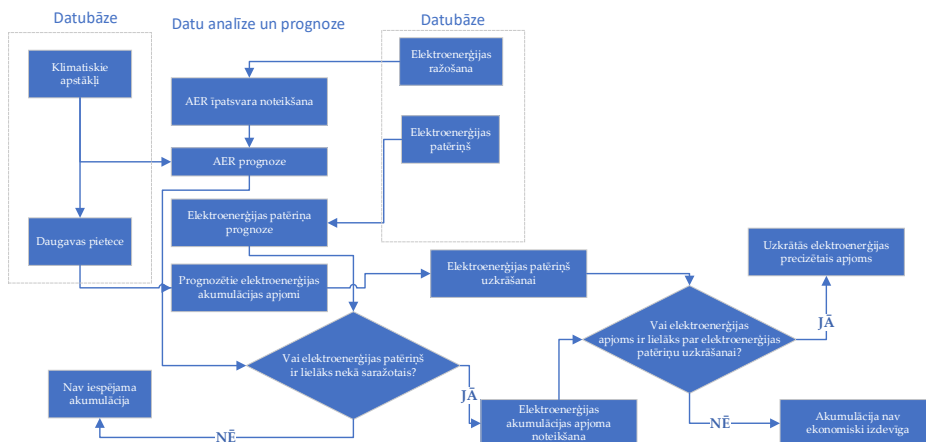 Datubāze
Datu analīze un prognoze
Datubāze
Klimatiskie
apstākļi
Elektroenerģijas
ražošana
AER īpatsvara noteikšana
Elektroenerģijas
patēriņš
AER prognoze
Elektroenerģijas patēriņa
prognoze
Daugavas pietece
Prognozētie elektroenerģijas
akumulācijas apjomi
Elektroenerģijas patēriņš
uzkrāšanai
Uzkrātās elektroenerģijas
precizētais apjoms
Vai elektroenerģijas
apjoms ir lielāks par elektroenerģijas
patēriņu uzkrāšanai?
JĀ
Vai elektroenerģijas patēriņš
ir lielāks nekā saražotais?
Nav iespējama
akumulācija
JĀ
NĒ
Elektroenerģijas
akumulācijas apjoma
noteikšana
NĒ
Akumulācija nav
ekonomiski izdevīga